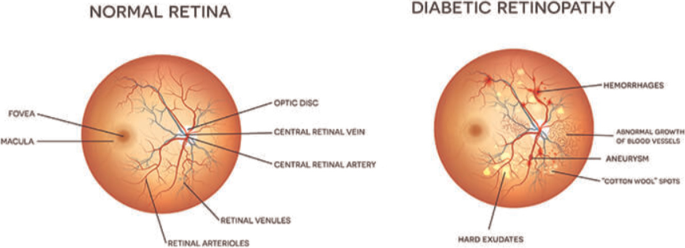 NORMAL RETINA
FOVEA
MACULA
OPTIC DISC
CENTRAL RETINAL VEIN
CENTRAL RETINAL ARTERY
RETINAL VENULES
RETINAL ARTERIOLES
DIABETIC RETINOPATHY
HEMORRHAGES
ABNORMAL GROWTH
OF BLOOD VESSELS
ANEURYSM
"COTTON WOOL" SPOTS
HARD EXUDATES